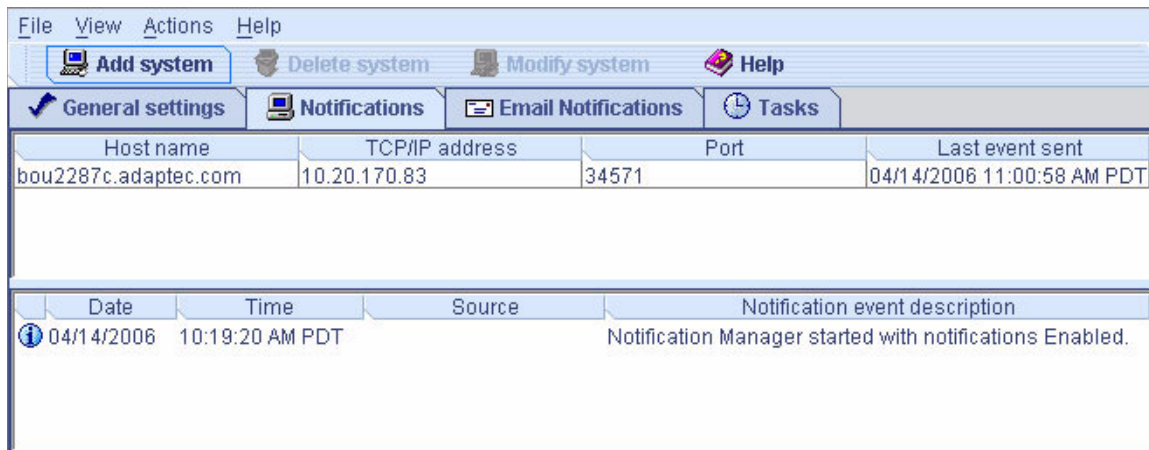 File View Actions Help
Add system Delete system Modify system Help
General settings Notifications Email Notifications Tasks
Host name TCP/IP address Port Last event sent
bou2287c.adaptec.com 10.20.170.83 34571 04/14/2006 11:00:58 AM PDT
Date Time Source Notification event description
04/14/2006 10:19:20 AM PDT Notification Manager started with notifications Enabled.